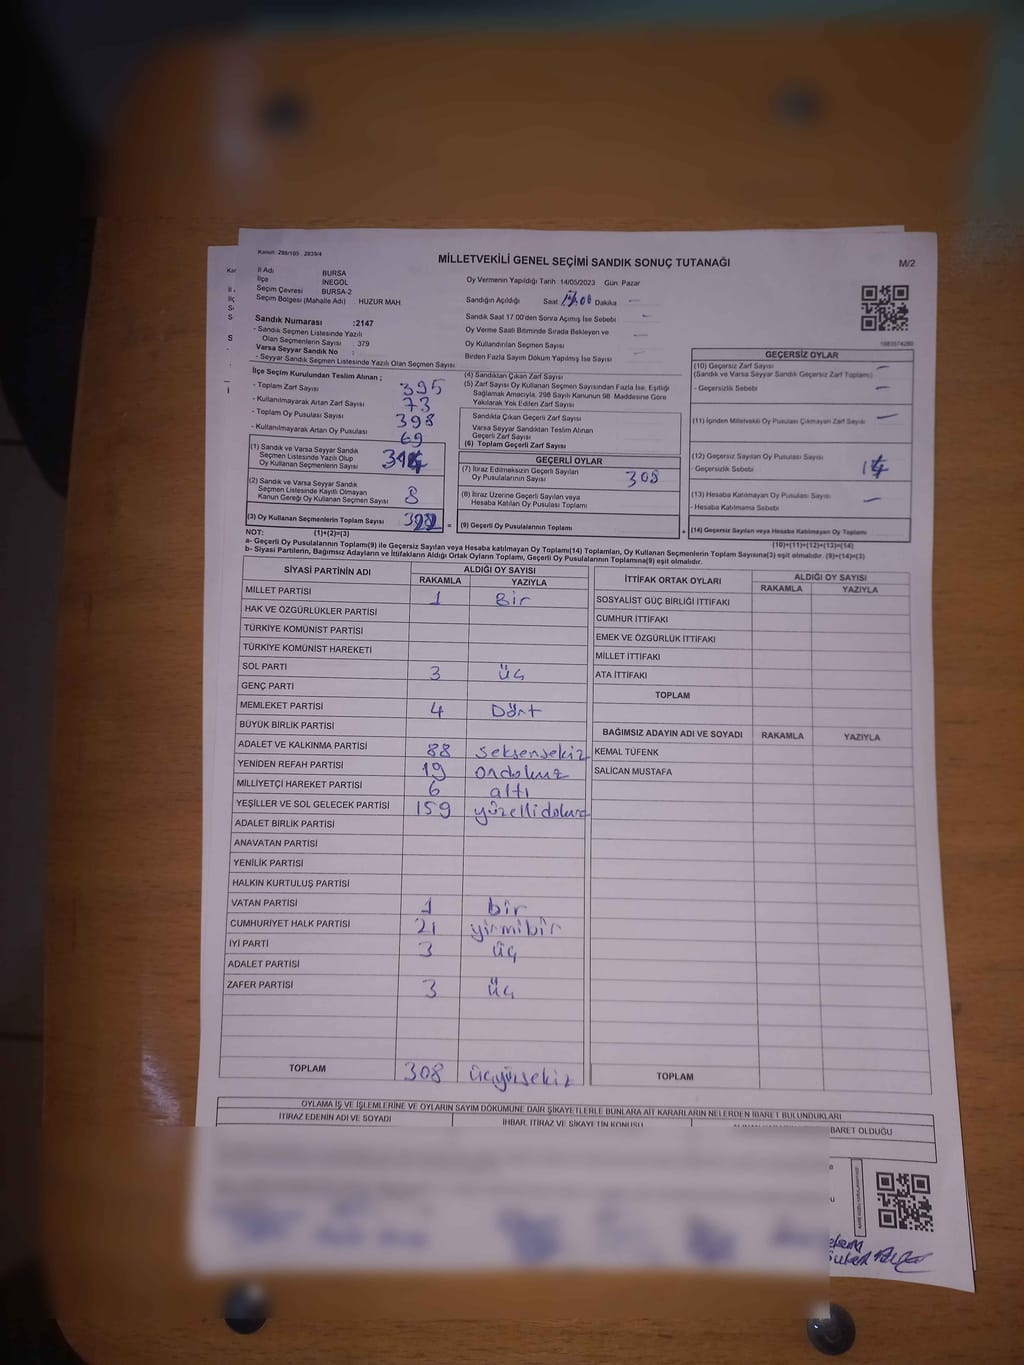 Kanun: 298/105 2839/4
MİLLETVEKİLİ GENEL SEÇİMİ SANDIK SONUÇ TUTANAĞI
M/2
İl Adı BURSA
İlçe İNEGÖL
Seçim Çevresi BURSA-2
Seçim Bölgesi (Mahalle Adı) HUZUR MAH.
Oy Vermenin Yapıldığı Tarih 14/05/2023 Gün Pazar
Sandığın Açıldığı Saat Dakika —
Sandık Saat 17:00'den Sonra Açımış İse Sebebi —
Oy Verme Saati Bitiminde Sırada Bekleyen ve
Oy Kullandırılan Seçmen Sayısı —
Birden Fazla Sayım Döküm Yapılmış İse Sayısı —
Sandık Numarası :2147
- Sandık Seçmen Listesinde Yazılı
Olan Seçmenlerin Sayısı : 379
Varsa Seyyar Sandık No :
- Seyyar Sandık Listesinde Yazılı Olan Seçmen Sayısı
İlçe Seçim Kurulundan Teslim Alınan ;
- Toplam Zarf Sayısı 395
- Kullanılmayarak Artan Zarf Sayısı 73
- Toplam Oy Pusulası Sayısı 398
- Kullanılmayarak Artan Oy Pusulası 69
(1) Sandık ve Varsa Seyyar Sandık
Seçmen Listesinde Yazılı Olup
Oy Kullanan Seçmenlerin Sayısı
(2) Sandık ve Varsa Seyyar Sandık
Seçmen Listesinde Kayıtlı Olmayan
Kanun Gereği Oy Kullanan Seçmen Sayısı 8
(3) Oy Kullanan Seçmenlerin Toplam Sayısı =
(1)+(2)=(3)
(4) Sandıktan Çıkan Zarf Sayısı
(5) Zarf Sayısı Oy Kullanan Seçmen Sayısından Fazla İse, Eşitliği
Sağlamak Amacıyla, 298 Sayılı Kanunun 98. Maddesine Göre
Yakılarak Yok Edilen Zarf Sayısı
Sandıkta Çıkan Geçerli Zarf Sayısı
Varsa Seyyar Sandıktan Teslim Alınan
Geçerli Zarf Sayısı
(6) Toplam Geçerli Zarf Sayısı
GEÇERLİ OYLAR
(7) İtiraz Edilmeksizin Geçerli Sayılan
Oy Pusulalarının Sayısı 308
(8) İtiraz Üzerine Geçerli Sayılan veya
Hesaba Katılan Oy Pusulası Toplamı
(9) Geçerli Oy Pusulalarının Toplamı +
1683974280
GEÇERSİZ OYLAR
(10) Geçersiz Zarf Sayısı
(Sandık ve Varsa Seyyar Sandık Geçersiz Zarf Toplamı) —
- Geçersizlik Sebebi —
(11) İçinden Milletvekili Oy Pusulası Çıkmayan Zarf Sayısı —
(12) Geçersiz Sayılan Oy Pusulası Sayısı 14
- Geçersizlik Sebebi
(13) Hesaba Katılmayan Oy Pusulası Sayısı —
- Hesaba Katılmama Sebebi
(14) Geçersiz Sayılan veya Hesaba Katılmayan Oy Toplamı
(10)+(11)+(12)+(13)=(14)
NOT:
a- Geçerli Oy Pusulalarının Toplamı(9) ile Geçersiz Sayılan veya Hesaba katılmayan Oy Toplamı(14) Toplamları, Oy Kullanan Seçmenlerin Toplam Sayısına(3) eşit olmalıdır. (9)+(14)=(3)
b- Siyasi Partilerin, Bağımsız Adayların ve İttifakların Aldığı Ortak Oyların Toplamı, Geçerli Oy Pusulalarının Toplamına(9) eşit olmalıdır.
SİYASİ PARTİNİN ADI ALDIĞI OY SAYISI
RAKAMLA YAZIYLA
MİLLET PARTİSİ 1 Bir
HAK VE ÖZGÜRLÜKLER PARTİSİ
TÜRKİYE KOMÜNİST PARTİSİ
TÜRKİYE KOMÜNİST HAREKETİ
SOL PARTİ 3 üç
GENÇ PARTİ
MEMLEKET PARTİSİ 4 Dört
BÜYÜK BİRLİK PARTİSİ
ADALET VE KALKINMA PARTİSİ 88 seksensekiz
YENİDEN REFAH PARTİSİ 19 ondokuz
MİLLİYETÇİ HAREKET PARTİSİ 6 altı
YEŞİLLER VE SOL GELECEK PARTİSİ 159 yüzellidokuz
ADALET BİRLİK PARTİSİ
ANAVATAN PARTİSİ
YENİLİK PARTİSİ
HALKIN KURTULUŞ PARTİSİ
VATAN PARTİSİ 1 bir
CUMHURİYET HALK PARTİSİ 21 yirmibir
İYİ PARTİ 3 üç
ADALET PARTİSİ
ZAFER PARTİSİ 3 üç
TOPLAM 308 üçyüzsekiz
İTTİFAK ORTAK OYLARI ALDIĞI OY SAYISI
RAKAMLA YAZIYLA
SOSYALİST GÜÇ BİRLİĞİ İTTİFAKI
CUMHUR İTTİFAKI
EMEK VE ÖZGÜRLÜK İTTİFAKI
MİLLET İTTİFAKI
ATA İTTİFAKI
TOPLAM
BAĞIMSIZ ADAYIN ADI VE SOYADI RAKAMLA YAZIYLA
KEMAL TÜFENK
SALİCAN MUSTAFA
TOPLAM
OYLAMA İŞ VE İŞLEMLERİNE VE OYLARIN SAYIM DÖKÜMÜNE DAİR ŞİKAYETLERLE BUNLARA AİT KARARLARIN NELERDEN İBARET BULUNDUKLARI
İTİRAZ EDENİN ADI VE SOYADI
İHBAR, İTİRAZ VE ŞİKAYETİN KONUSU
BARET OLDUĞU